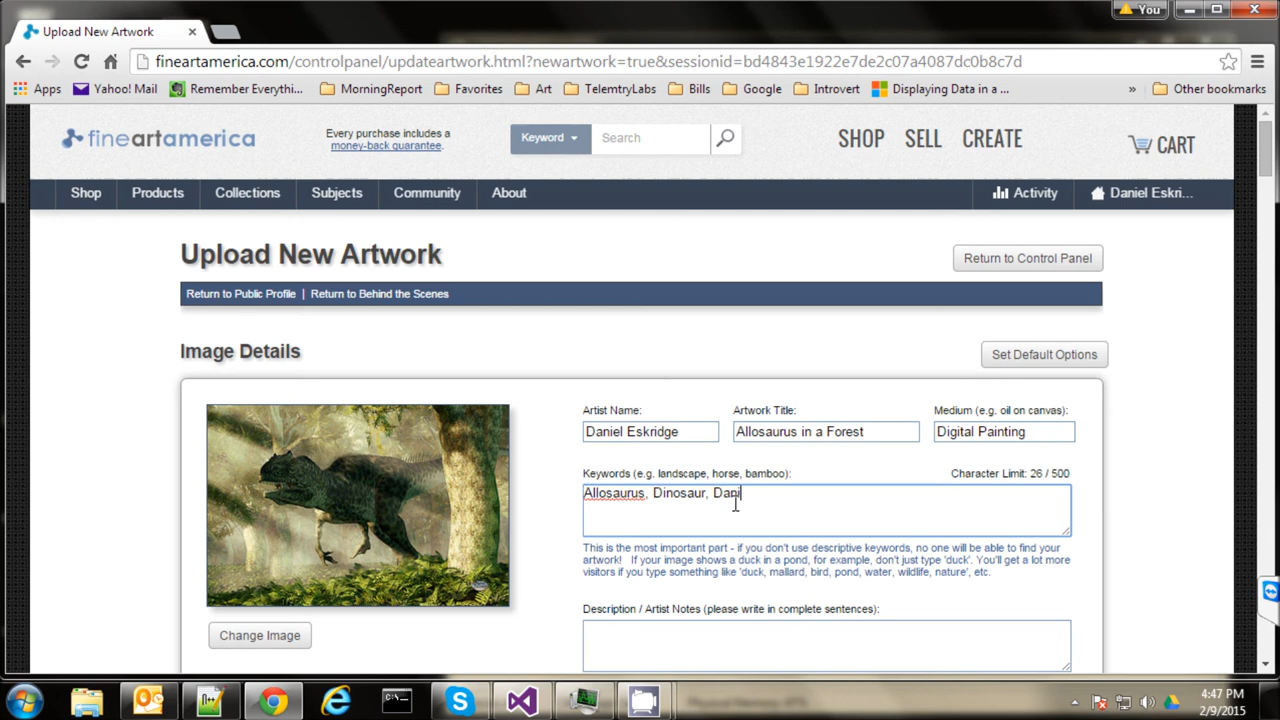 Upload New Artwork
You
fineartamerica.com/controlpanel/updateartwork.html?newartwork=true&sessionid=bd4843e1922e7de2c07a4087dc0b8c7d
Apps Yahoo! Mail Remember Everythi... MorningReport Favorites Art TelemtryLabs Bills Google Introvert Displaying Data in a ... » Other bookmarks
fineartamerica
Every purchase includes a
money-back guarantee.
Keyword Search
SHOP SELL CREATE CART
Shop Products Collections Subjects Community About Activity Daniel Eskri...
Upload New Artwork
Return to Control Panel
Return to Public Profile | Return to Behind the Scenes
Image Details
Set Default Options
Artist Name: Artwork Title: Medium (e.g. oil on canvas):
Daniel Eskridge Allosaurus in a Forest Digital Painting
Keywords (e.g. landscape, horse, bamboo): Character Limit: 26 / 500
Allosaurus, Dinosaur, Dani
This is the most important part - if you don't use descriptive keywords, no one will be able to find your
artwork! If your image shows a duck in a pond, for example, don't just type 'duck'. You'll get a lot more
visitors if you type something like 'duck, mallard, bird, pond, water, wildlife, nature', etc.
Description / Artist Notes (please write in complete sentences):
Change Image
4:47 PM
2/9/2015